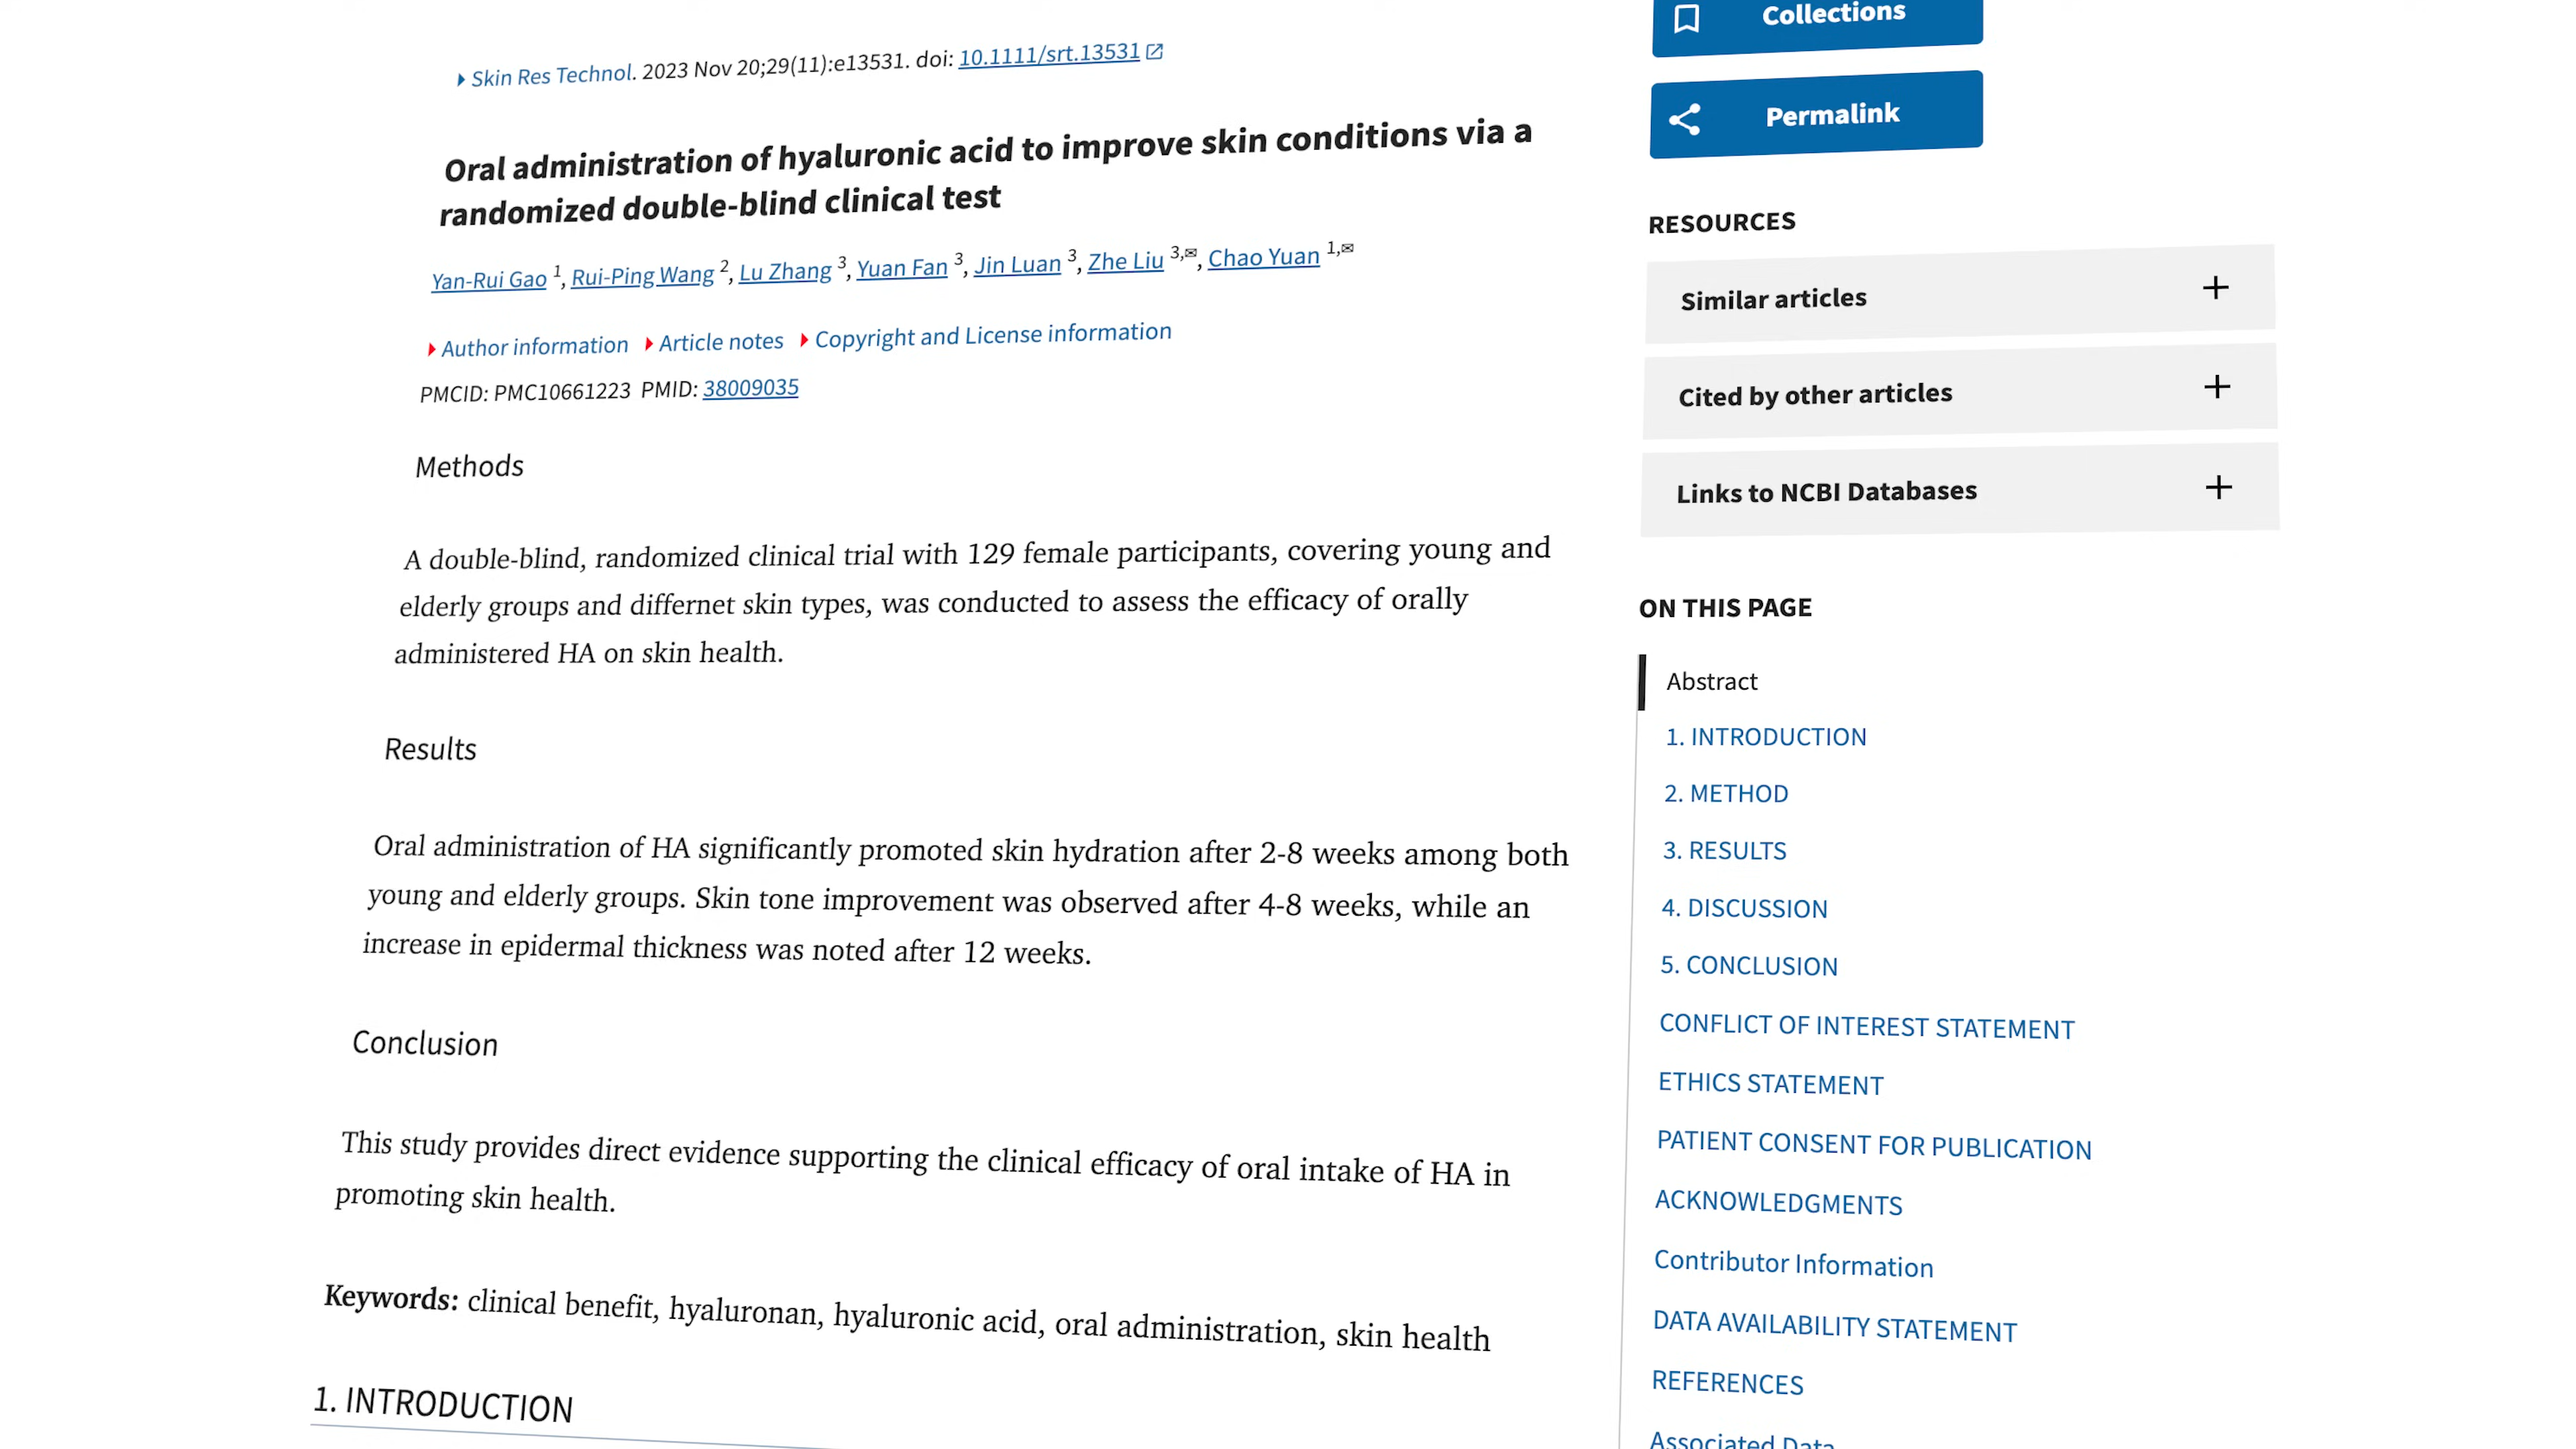 Skin Res Technol. 2023 Nov 20;29(11):e13531. doi: 10.1111/srt.13531
Oral administration of hyaluronic acid to improve skin conditions via a
randomized double-blind clinical test
Yan-Rui Gao 1, Rui-Ping Wang 2, Lu Zhang 3, Yuan Fan 3, Jin Luan 3, Zhe Liu 3,✉, Chao Yuan 1,✉
Author information Article notes Copyright and License information
PMCID: PMC10661223 PMID: 38009035
Methods
A double-blind, randomized clinical trial with 129 female participants, covering young and
elderly groups and differnet skin types, was conducted to assess the efficacy of orally
administered HA on skin health.
Results
Oral administration of HA significantly promoted skin hydration after 2-8 weeks among both
young and elderly groups. Skin tone improvement was observed after 4-8 weeks, while an
increase in epidermal thickness was noted after 12 weeks.
Conclusion
This study provides direct evidence supporting the clinical efficacy of oral intake of HA in
promoting skin health.
Keywords: clinical benefit, hyaluronan, hyaluronic acid, oral administration, skin health
1. INTRODUCTION
Collections
Permalink
RESOURCES
Similar articles
Cited by other articles
Links to NCBI Databases
ON THIS PAGE
Abstract
1. INTRODUCTION
2. METHOD
3. RESULTS
4. DISCUSSION
5. CONCLUSION
CONFLICT OF INTEREST STATEMENT
ETHICS STATEMENT
PATIENT CONSENT FOR PUBLICATION
ACKNOWLEDGMENTS
Contributor Information
DATA AVAILABILITY STATEMENT
REFERENCES
Associated Data